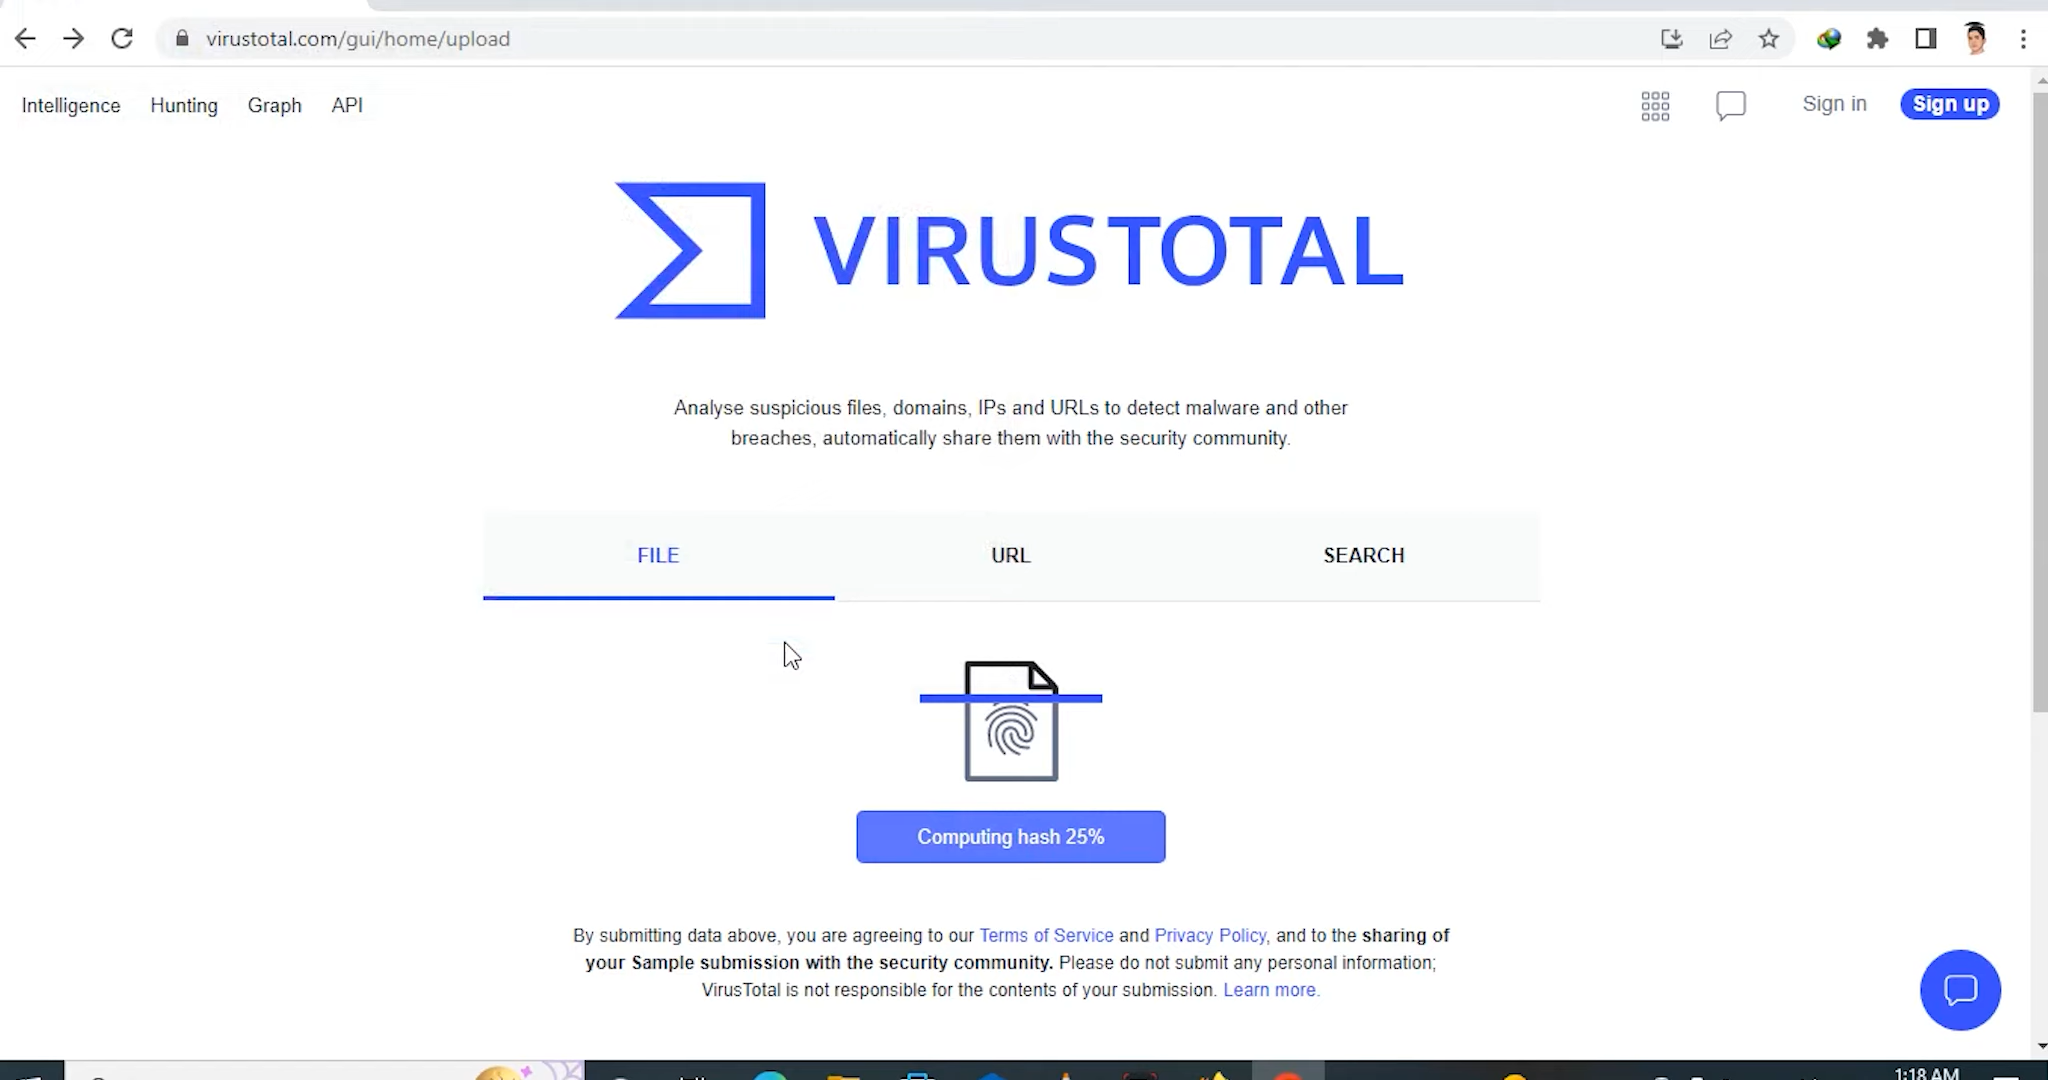 virustotal.com/gui/home/upload
Intelligence Hunting Graph API
Sign in Sign up
VIRUSTOTAL
Analyse suspicious files, domains, IPs and URLs to detect malware and other
breaches, automatically share them with the security community.
FILE URL SEARCH
Computing hash 25%
By submitting data above, you are agreeing to our Terms of Service and Privacy Policy, and to the sharing of
your Sample submission with the security community. Please do not submit any personal information;
VirusTotal is not responsible for the contents of your submission. Learn more.
1:18 AM